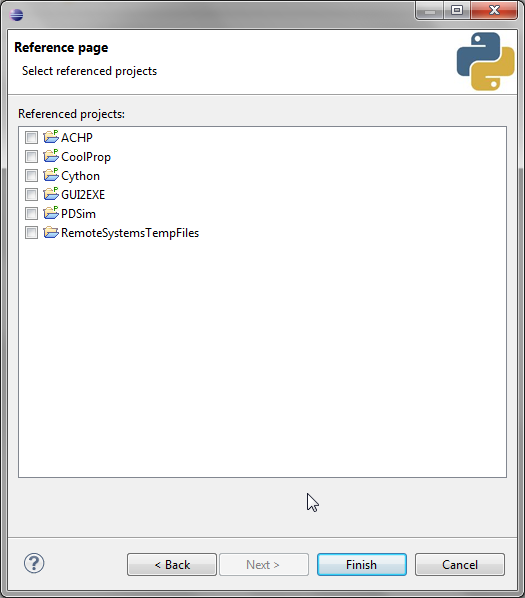 Reference page
Select referenced projects
Referenced projects:
ACHP
CoolProp
Cython
GUI2EXE
PDSim
RemoteSystemsTempFiles
? < Back Next > Finish Cancel